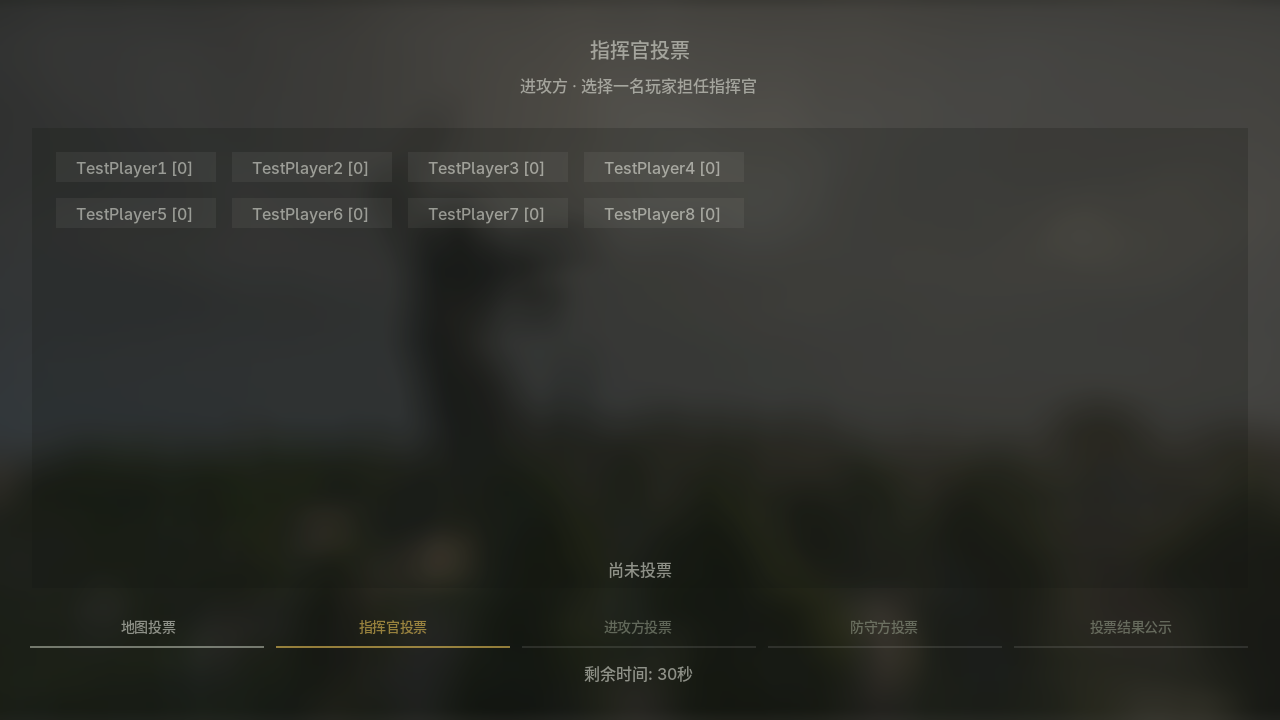 指挥官投票
进攻方 · 选择一名玩家担任指挥官
TestPlayer1 [0] TestPlayer2 [0] TestPlayer3 [0] TestPlayer4 [0]
TestPlayer5 [0] TestPlayer6 [0] TestPlayer7 [0] TestPlayer8 [0]
尚未投票
地图投票 指挥官投票 进攻方投票 防守方投票 投票结果公示
剩余时间: 30秒